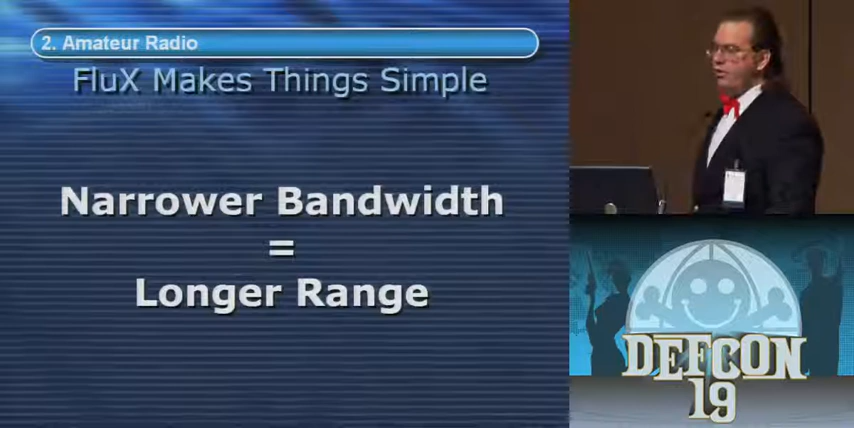 2. Amateur Radio
FluX Makes Things Simple
Narrower Bandwidth
=
Longer Range
DEFCON
19